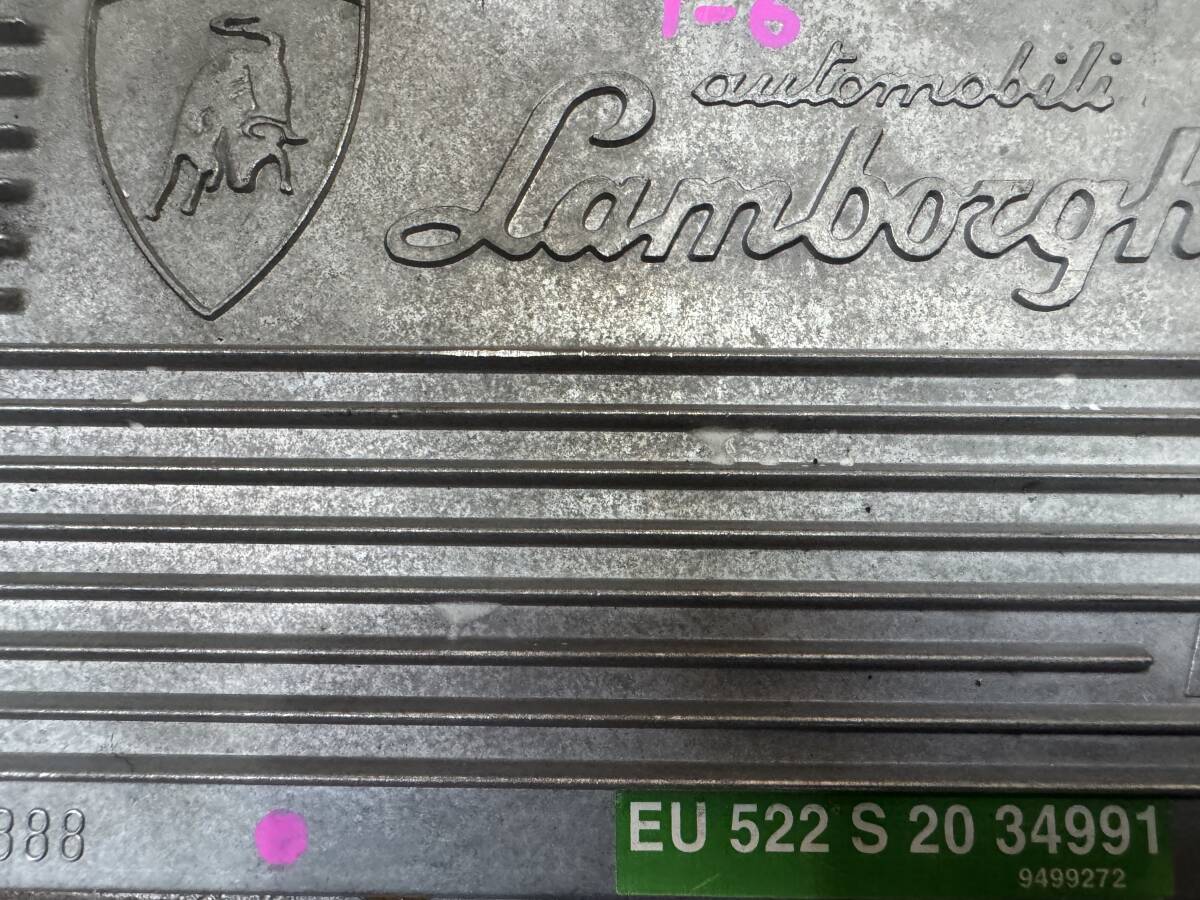 1-6
automobili
Lamborgh
888
EU 522 S 20 34991
9499272